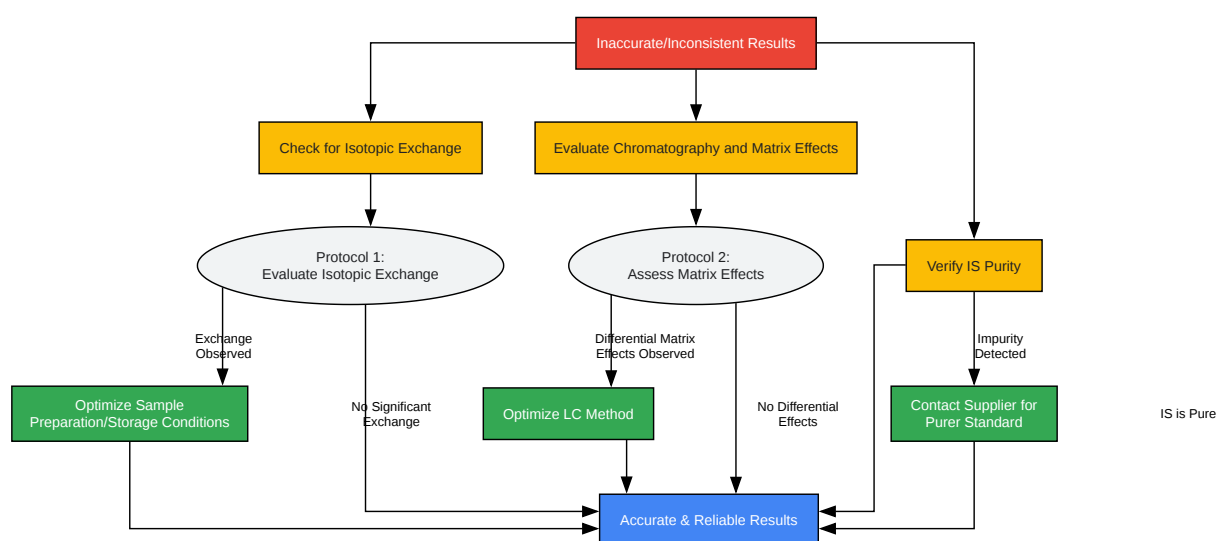 Inaccurate/Inconsistent Results
Check for Isotopic Exchange
Evaluate Chromatography and Matrix Effects
Protocol 1:
Evaluate Isotopic Exchange
Protocol 2:
Assess Matrix Effects
Verify IS Purity
Exchange
Observed
Differential Matrix
Effects Observed
Impurity
Detected
Optimize Sample
Preparation/Storage Conditions
No Significant
Exchange
Optimize LC Method
No Differential
Effects
Contact Supplier for
Purer Standard
IS is Pure
Accurate & Reliable Results